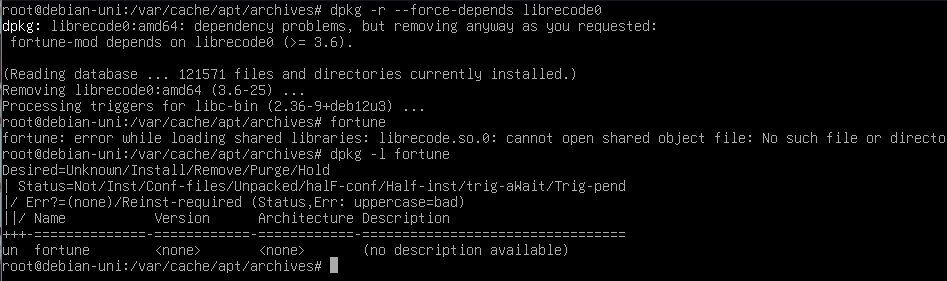 root@debian-uni:/var/cache/apt/archives# dpkg -r --force-depends librecode0
dpkg: librecode0:amd64: dependency problems, but removing anyway as you requested:
 fortune-mod depends on librecode0 (>= 3.6).

(Reading database ... 121571 files and directories currently installed.)
Removing librecode0:amd64 (3.6-25) ...
Processing triggers for libc-bin (2.36-9+deb12u3) ...
root@debian-uni:/var/cache/apt/archives# fortune
fortune: error while loading shared libraries: librecode.so.0: cannot open shared object file: No such file or directo
root@debian-uni:/var/cache/apt/archives# dpkg -l fortune
Desired=Unknown/Install/Remove/Purge/Hold
| Status=Not/Inst/Conf-files/Unpacked/halF-conf/Half-inst/trig-aWait/Trig-pend
|/ Err?=(none)/Reinst-required (Status,Err: uppercase=bad)
||/ Name           Version      Architecture Description
+++-==============-============-============-=================================
un  fortune        <none>       <none>       (no description available)
root@debian-uni:/var/cache/apt/archives#